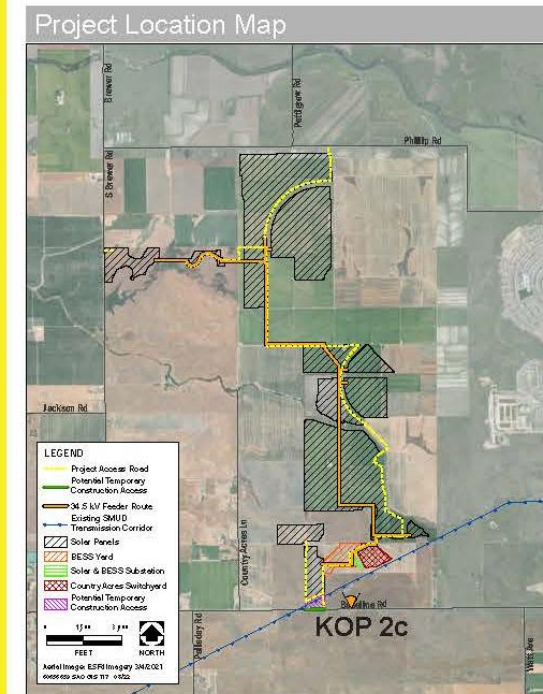 Project Location Map
Brewer Rd
Pettigrew Rd
Phillip Rd
S Brewer Rd
Jackson Rd
LEGEND
Project Access Road
Potential Temporary
Construction Access
34.5 kV Feeder Route
Existing SMUD
Transmission Corridor
Solar Panels
BESS Yard
Solar & BESS Substation
Country Acres Switchyard
Potential Temporary
Construction Access
FEET
NORTH
Aerial Image: ESRI Imagery 3/4/2021
Country Acres Ln
Palladay Rd
Baseline Rd
Watt Ave
KOP 2c